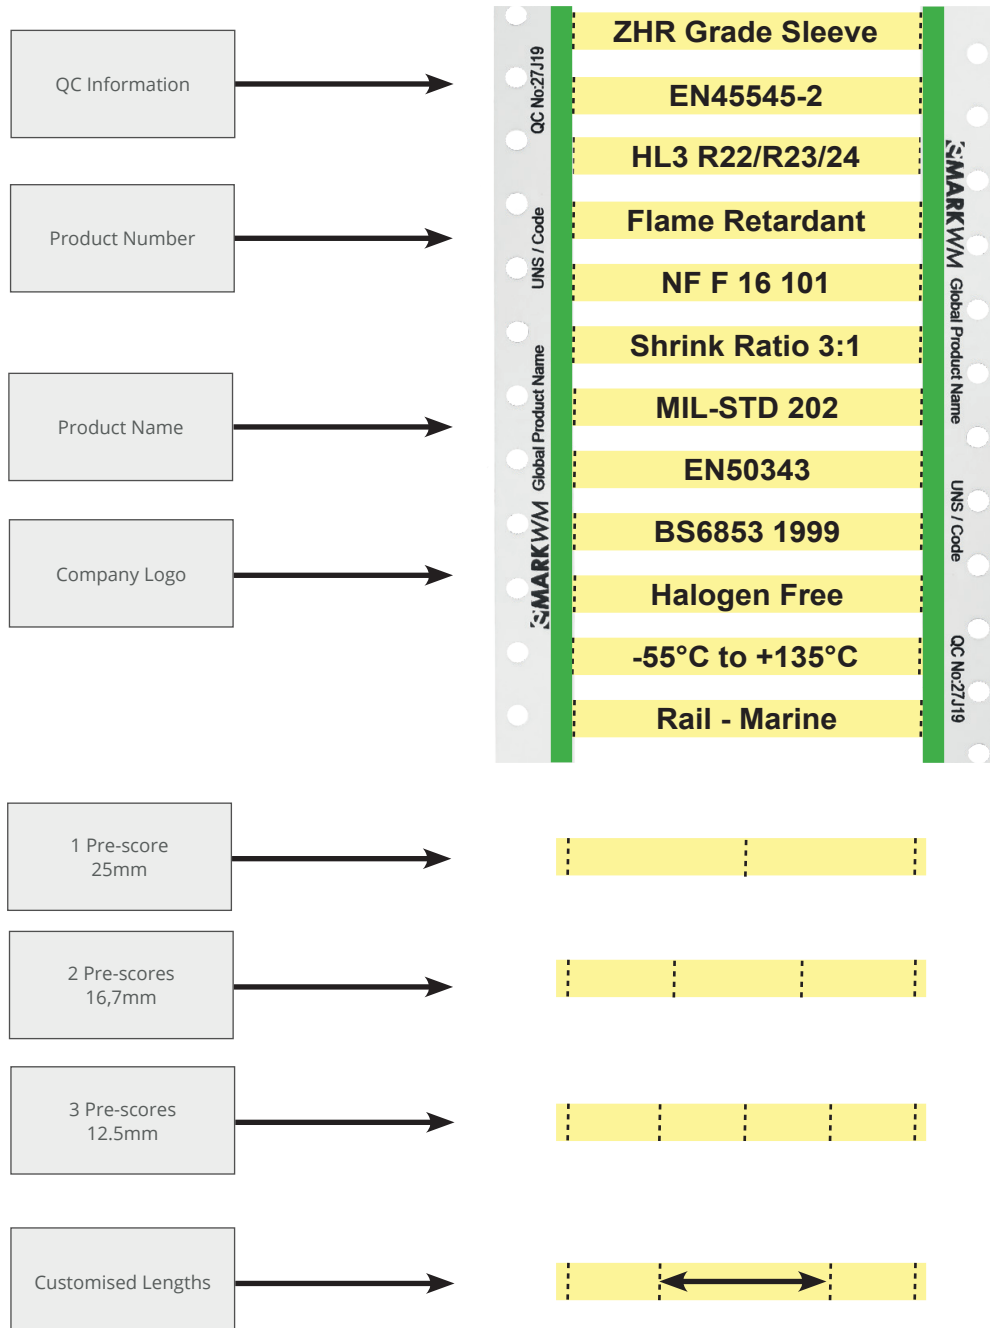 QC Information
Product Number
Product Name
Company Logo
QC No:27J19
UNS / Code
Global Product Name
SMARKWM
ZHR Grade Sleeve
EN45545-2
HL3 R22/R23/24
Flame Retardant
NF F 16 101
Shrink Ratio 3:1
MIL-STD 202
EN50343
BS6853 1999
Halogen Free
-55°C to +135°C
Rail - Marine
SMARKWM Global Product Name
UNS / Code
QC No:27J19
1 Pre-score
25mm
2 Pre-scores
16,7mm
3 Pre-scores
12.5mm
Customised Lengths